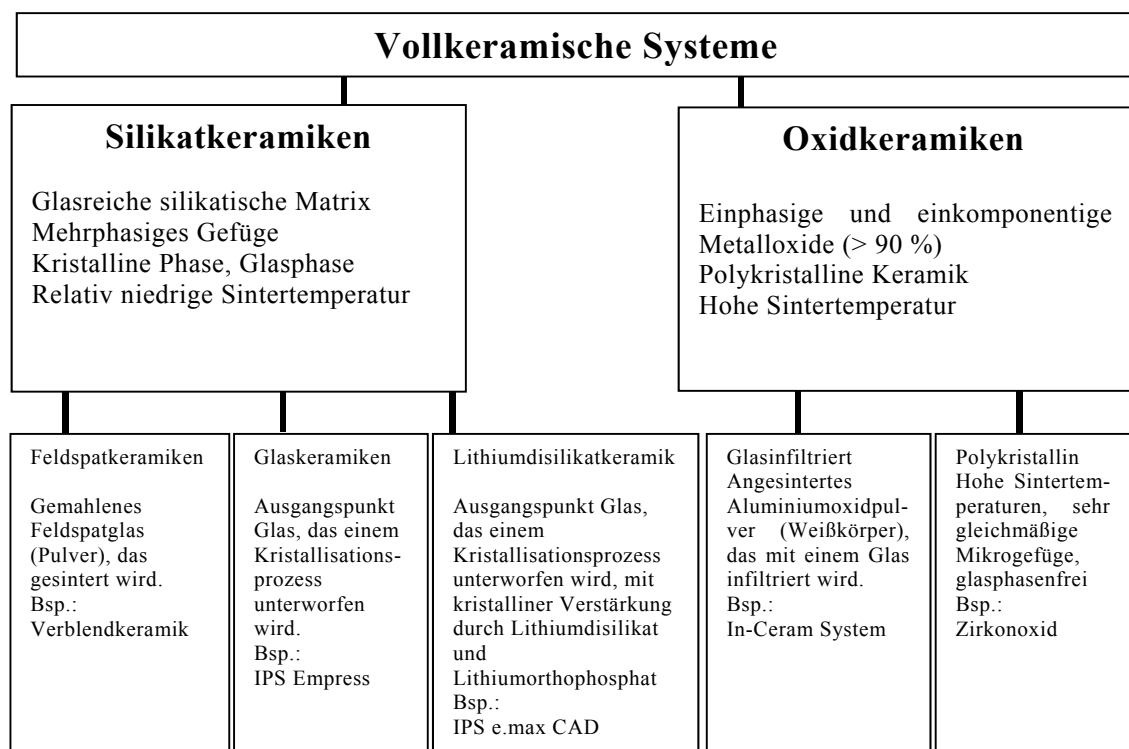 Vollkeramische Systeme
Silikatkeramiken
Glasreiche silikatische Matrix
Mehrphasiges Gefüge
Kristalline Phase, Glasphase
Relativ niedrige Sintertemperatur
Oxidkeramiken
Einphasige und einkomponentige
Metalloxide (> 90 %)
Polykristalline Keramik
Hohe Sintertemperatur
Feldspatkeramiken
Gemahlenes
Feldspatglas
(Pulver), das
gesintert wird.
Bsp.:
Verblendkeramik
Glaskeramiken
Ausgangspunkt
Glas, das einem
Kristallisations-
prozess
unterworfen
wird.
Bsp.:
IPS Empress
Lithiumdisilikatkeramik
Ausgangspunkt Glas,
das einem
Kristallisationsprozess
unterworfen wird, mit
kristalliner Verstärkung
durch Lithiumdisilikat
und
Lithiumorthophosphat
Bsp.:
IPS e.max CAD
Glasinfiltriert
Angesintertes
Aluminiumoxidpul-
ver (Weißkörper),
das mit einem Glas
infiltriert wird.
Bsp.:
In-Ceram System
Polykristallin
Hohe Sintertem-
peraturen, sehr
gleichmäßige
Mikrogefüge,
glasphasenfrei
Bsp.:
Zirkonoxid